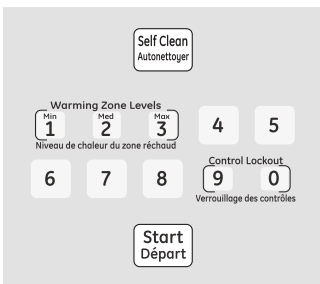 Self Clean
Autonettoyer
Warming Zone Levels
Min Med Max
1 2 3 4 5
Niveau de chaleur du zone réchaud
Control Lockout
6 7 8 9 0
Verrouillage des contrôles
Start
Départ